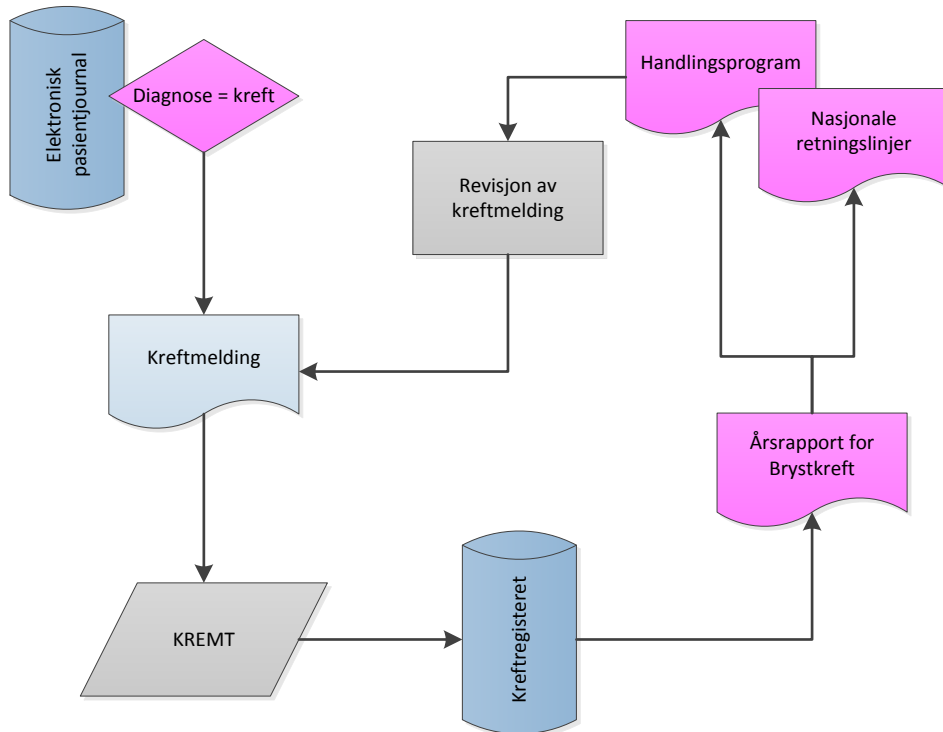 Elektronisk
pasientjournal
Diagnose = kreft
Handlingsprogram
Nasjonale
retningslinjer
Revisjon av
kreftmelding
Kreftmelding
Årsrapport for
Brystkreft
KREMT
Kreftregisteret